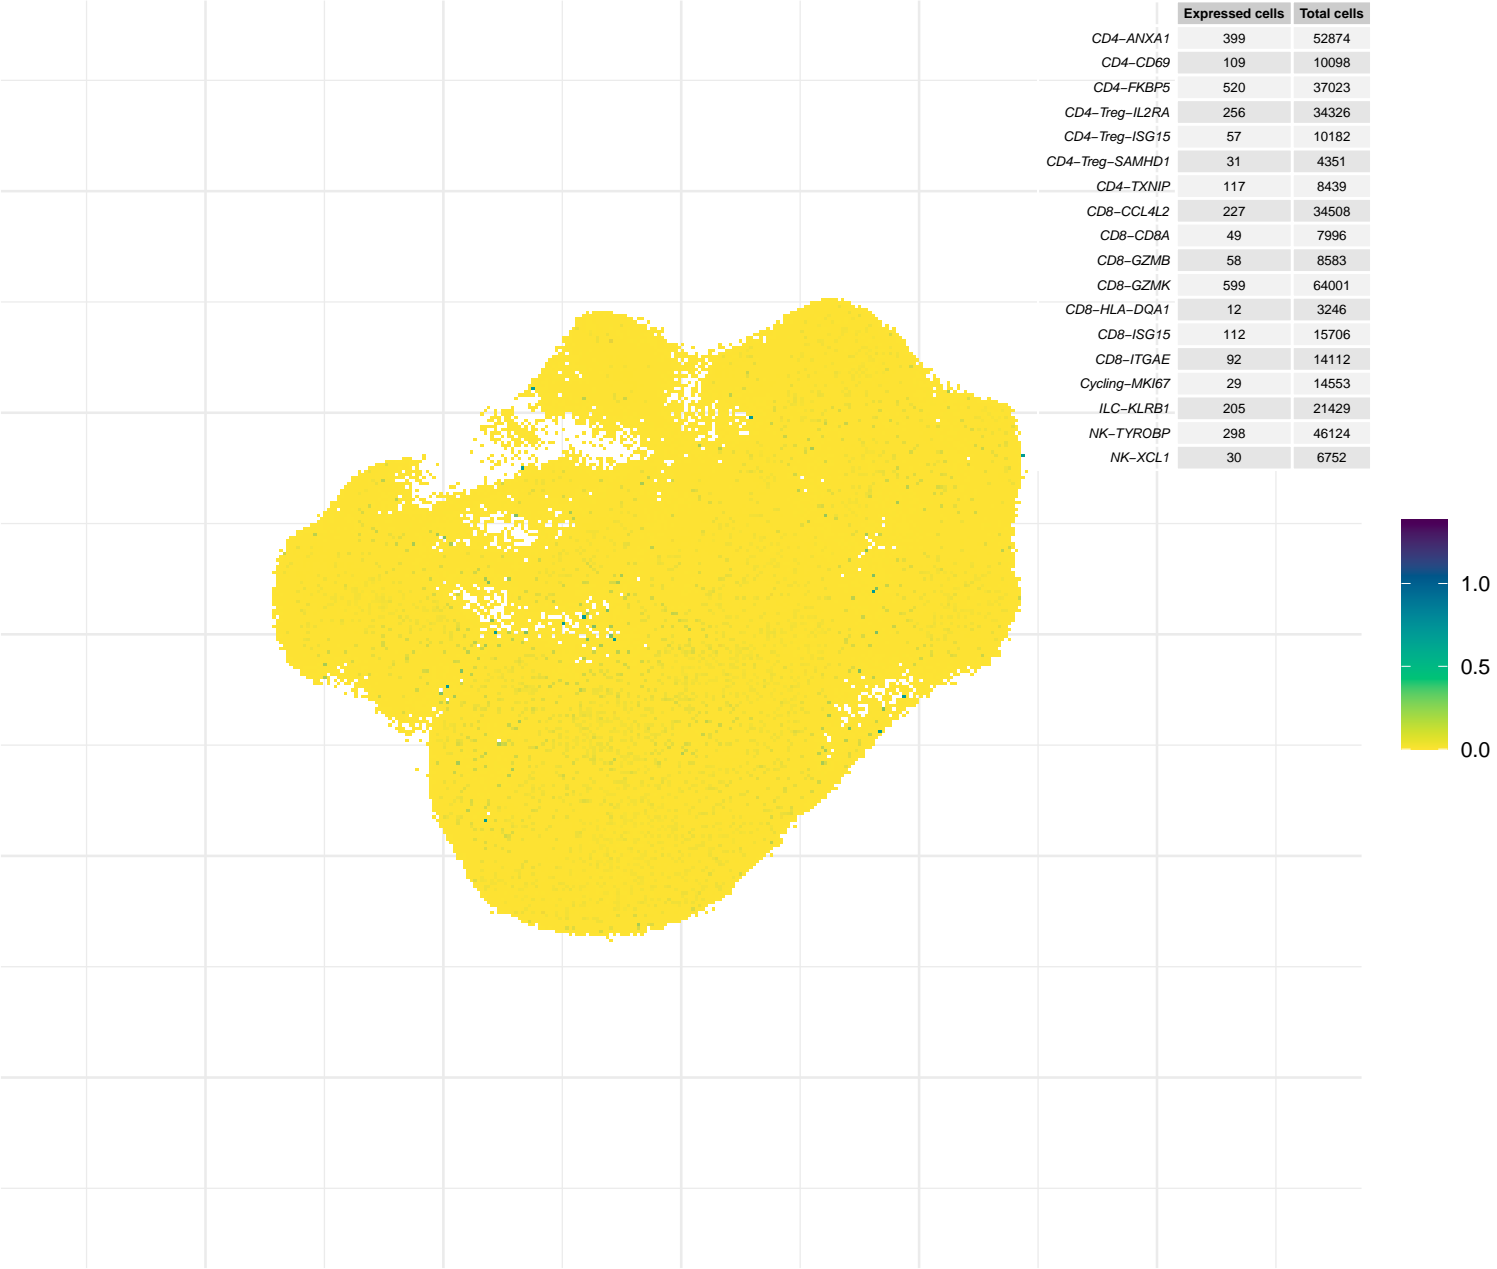 Expressed cells Total cells
CD4−ANXA1 399 52874
CD4−CD69 109 10098
CD4−FKBP5 520 37023
CD4−Treg−IL2RA 256 34326
CD4−Treg−ISG15 57 10182
CD4−Treg−SAMHD1 31 4351
CD4−TXNIP 117 8439
CD8−CCL4L2 227 34508
CD8−CD8A 49 7996
CD8−GZMB 58 8583
CD8−GZMK 599 64001
CD8−HLA−DQA1 12 3246
CD8−ISG15 112 15706
CD8−ITGAE 92 14112
Cycling−MKI67 29 14553
ILC−KLRB1 205 21429
NK−TYROBP 298 46124
NK−XCL1 30 6752
1.0
0.5
0.0